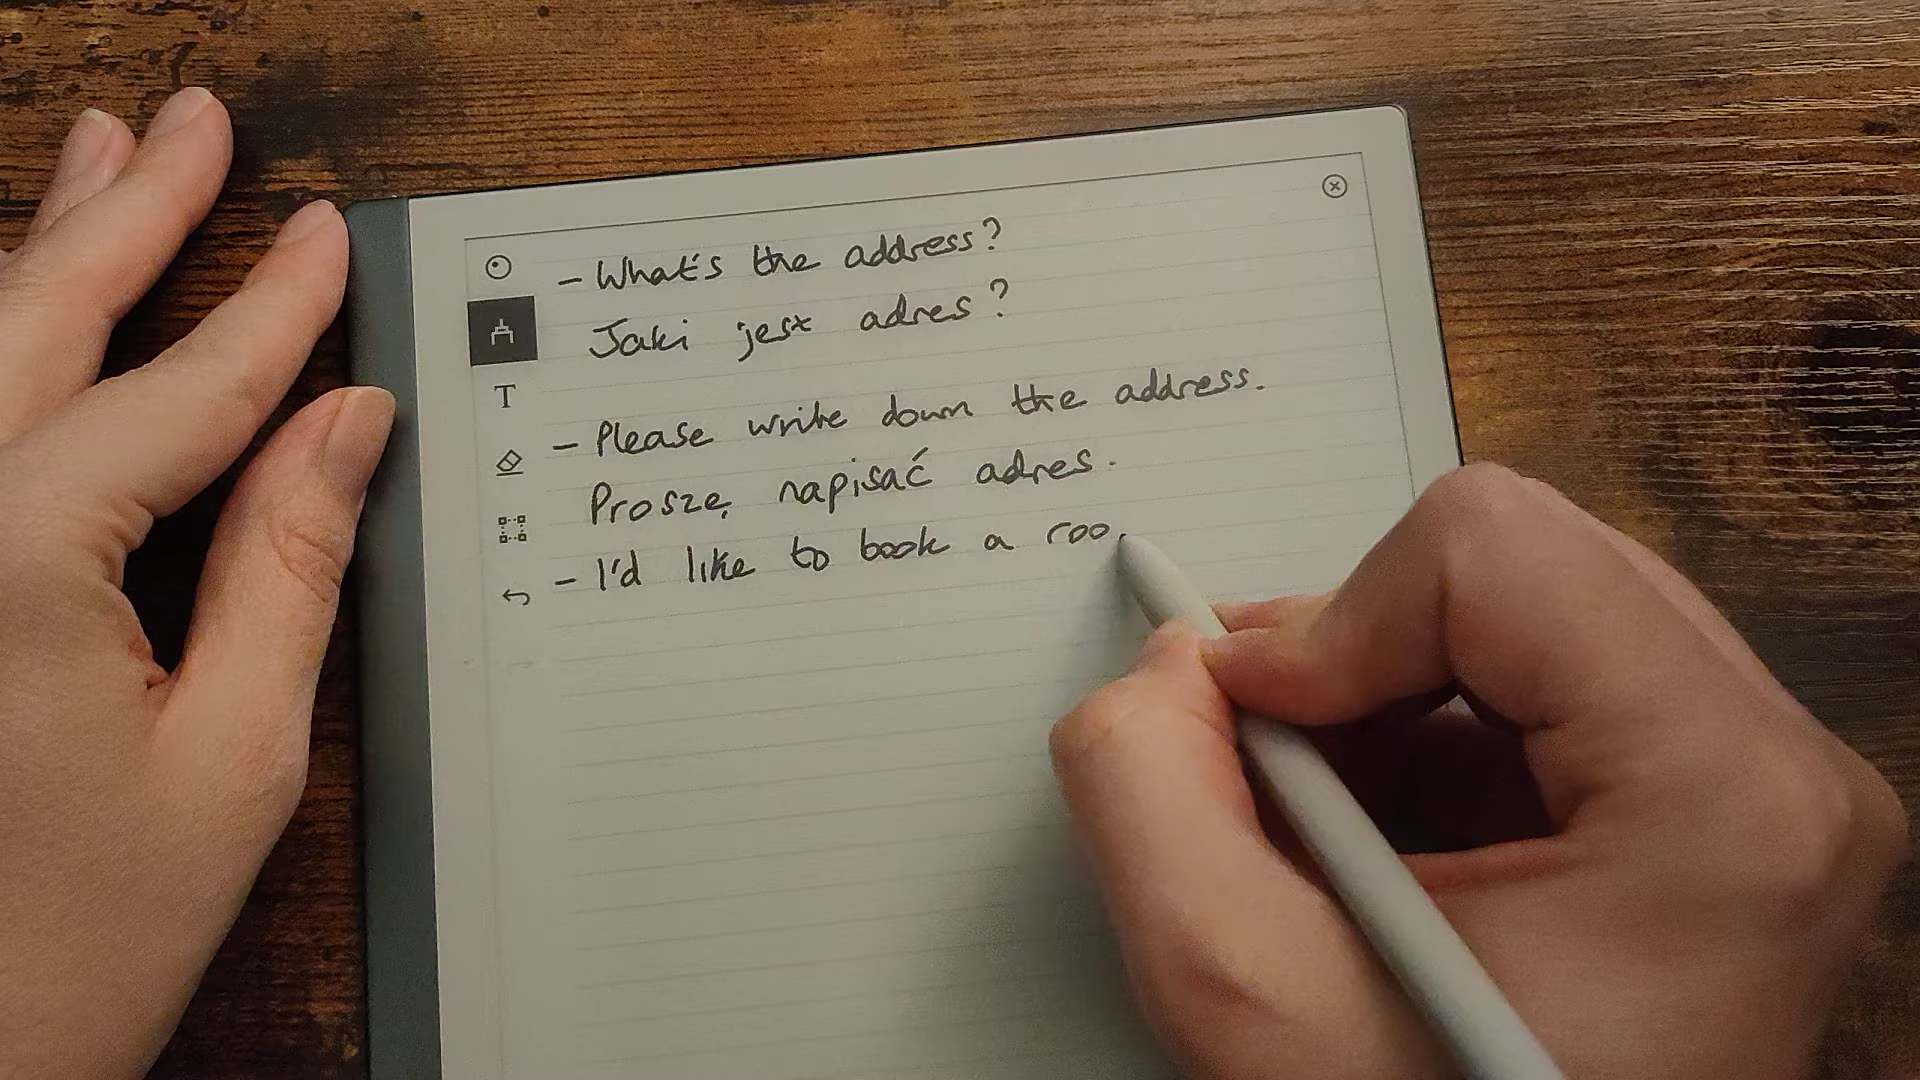 - What's the address?
Jaki jest adres?
- Please write down the address.
Proszę napisać adres.
- I'd like to book a roo
T